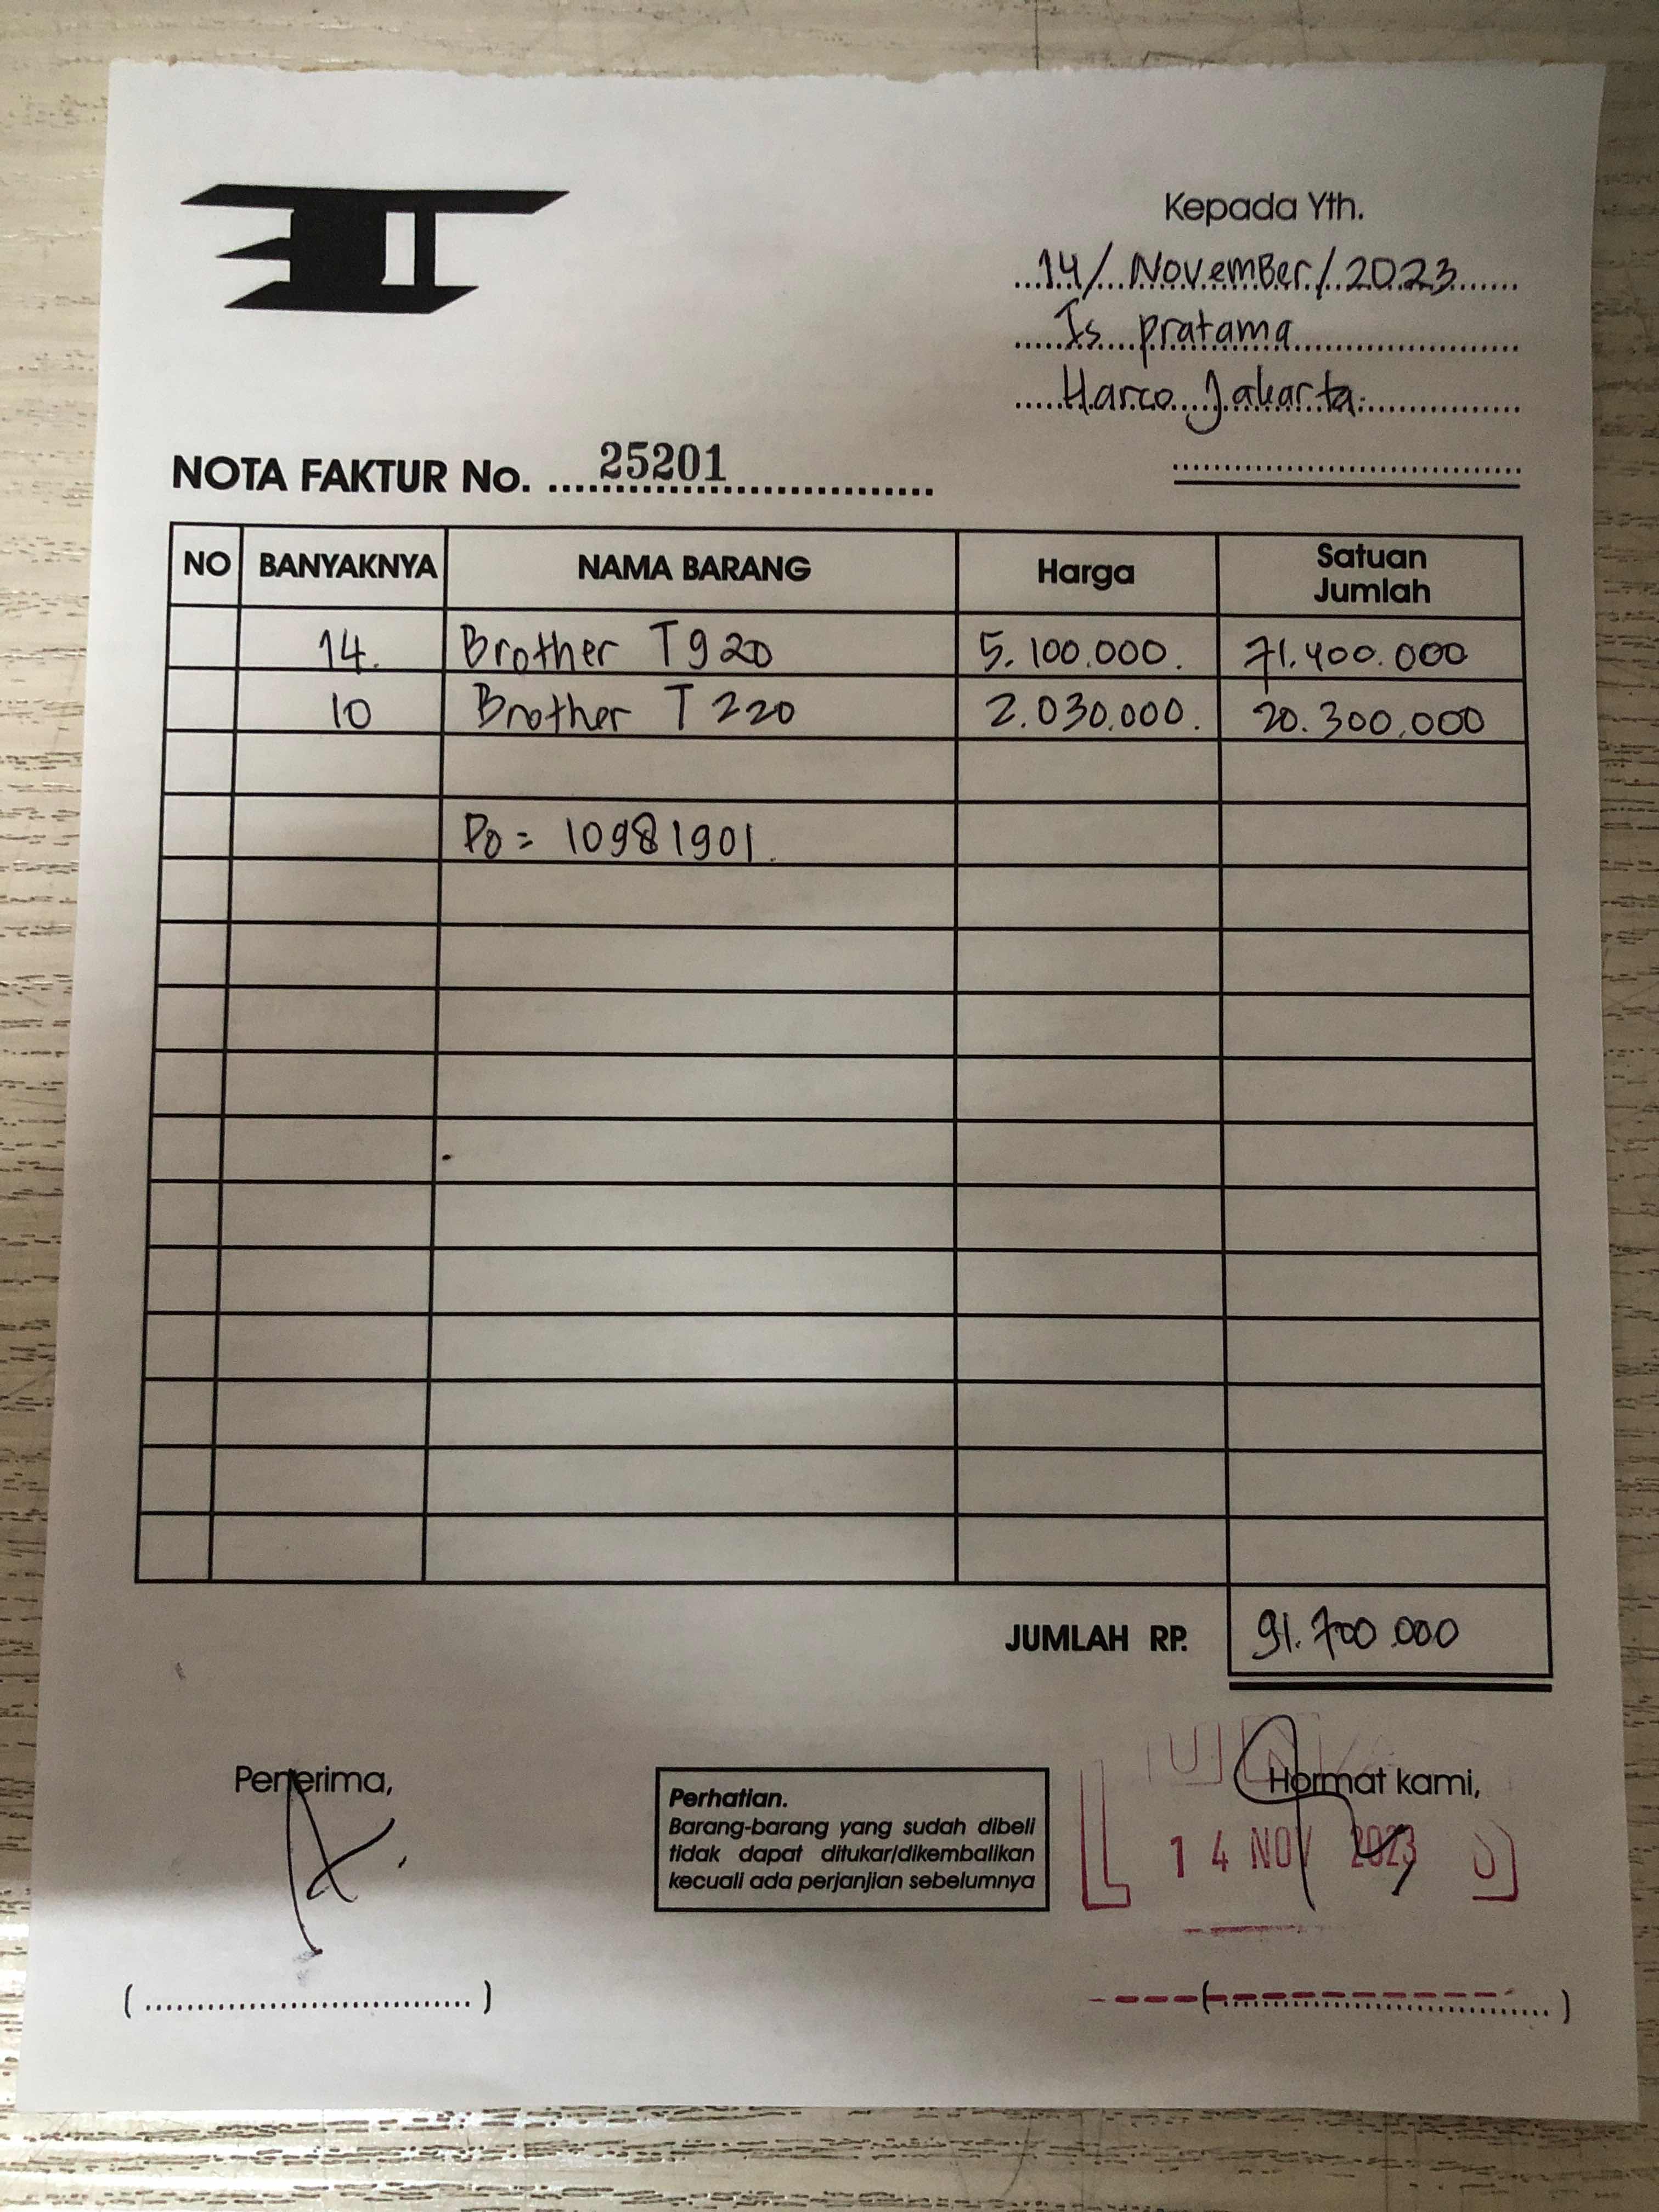 Kepada Yth.
14/November/2023
Is pratama
Harco Jakarta.
NOTA FAKTUR No. 25201
NO BANYAKNYA NAMA BARANG Harga Satuan Jumlah
14. Brother T920 5.100.000. 71.400.000
10 Brother T220 2.030.000. 20.300.000
Po = 10981901.
JUMLAH RP. 91.700.000
Penerima,
Perhatian.
Barang-barang yang sudah dibeli
tidak dapat ditukar/dikembalikan
kecuali ada perjanjian sebelumnya
Hormat kami,
14 NOV 2023